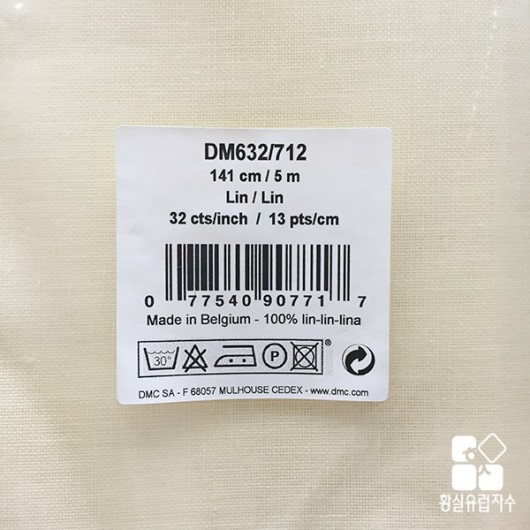 DM632/712
141 cm / 5 m
Lin / Lin
32 cts/inch / 13 pts/cm
0 77540 90771 7
Made in Belgium - 100% lin-lin-lina
30° P ®
DMC SA - F 68057 MULHOUSE CEDEX - www.dmc.com
황실유럽자수